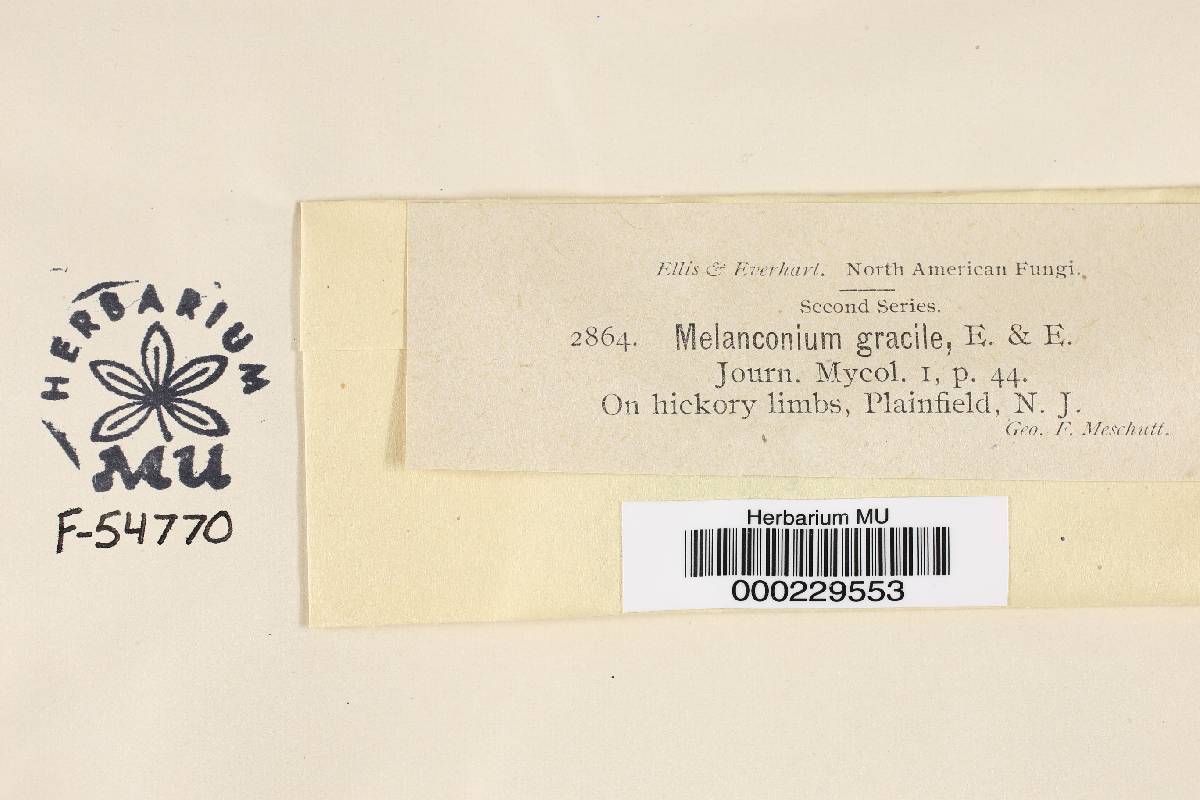 HERBARIUM
MU
F-54770
Ellis & Everhart. North American Fungi.
Second Series.
2864. Melanconium gracile, E. & E.
Journ. Mycol. 1, p. 44.
On hickory limbs, Plainfield, N. J.
Geo. F. Meschutt.
Herbarium MU
000229553